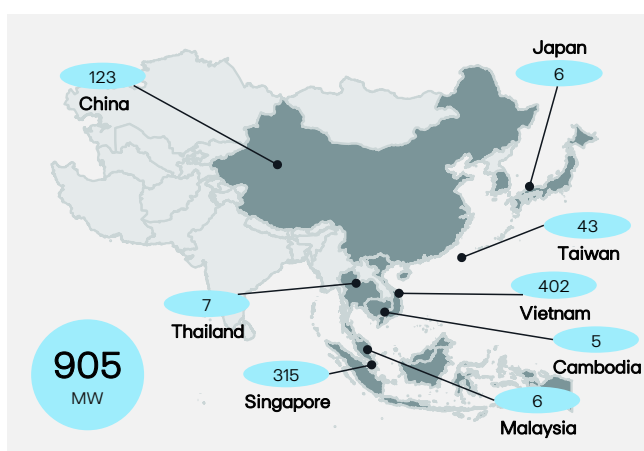 Japan
6
123
China
43
Taiwan
402
Vietnam
7
Thailand
5
Cambodia
905
MW
315
Singapore
6
Malaysia